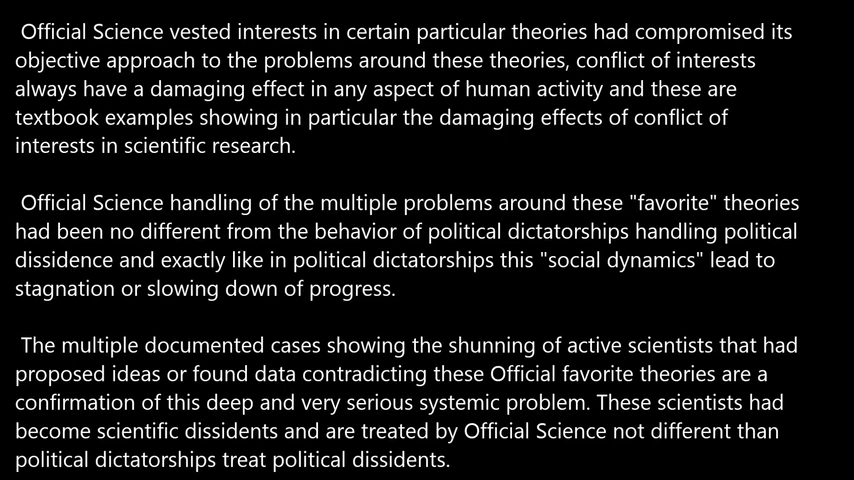 Official Science vested interests in certain particular theories had compromised its
objective approach to the problems around these theories, conflict of interests
always have a damaging effect in any aspect of human activity and these are
textbook examples showing in particular the damaging effects of conflict of
interests in scientific research.
Official Science handling of the multiple problems around these "favorite" theories
had been no different from the behavior of political dictatorships handling political
dissidence and exactly like in political dictatorships this "social dynamics" lead to
stagnation or slowing down of progress.
The multiple documented cases showing the shunning of active scientists that had
proposed ideas or found data contradicting these Official favorite theories are a
confirmation of this deep and very serious systemic problem. These scientists had
become scientific dissidents and are treated by Official Science not different than
political dictatorships treat political dissidents.